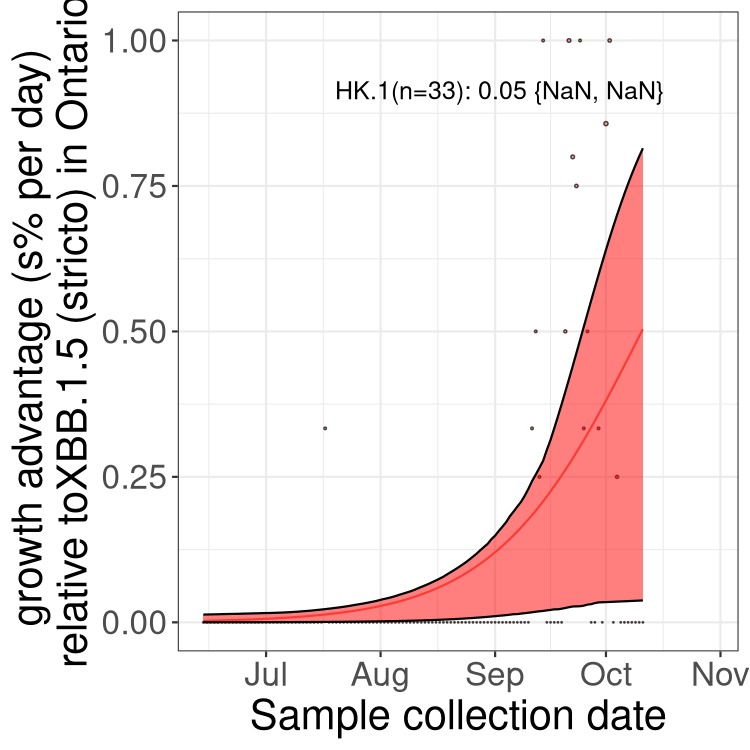 growth advantage (s% per day)
relative toXBB.1.5 (stricto) in Ontario
1.00
0.75
0.50
0.25
0.00
HK.1(n=33): 0.05 {NaN, NaN}
Jul Aug Sep Oct Nov
Sample collection date